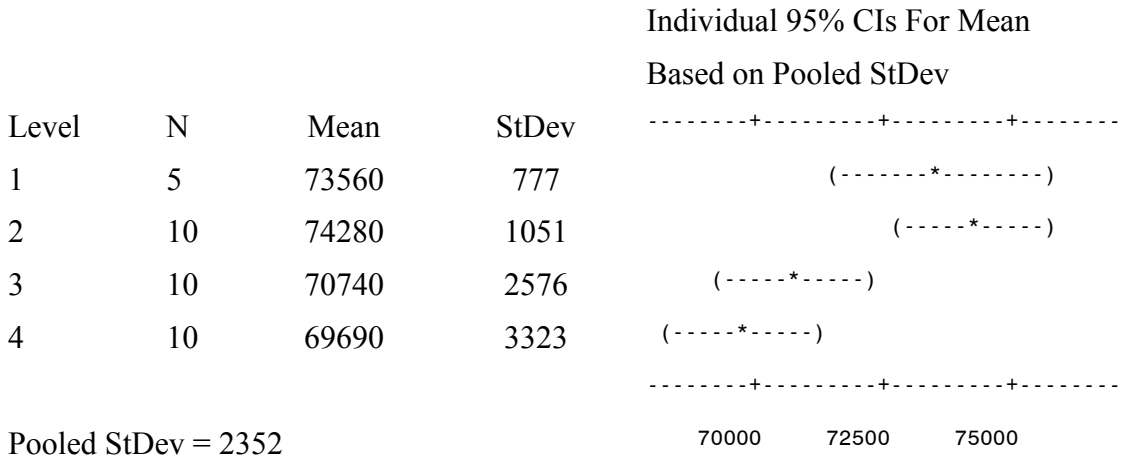 Individual 95% CIs For Mean
Based on Pooled StDev
Level N Mean StDev --------+---------+---------+--------
1 5 73560 777 (-------*--------)
2 10 74280 1051 (-----*-----)
3 10 70740 2576 (-----*-----)
4 10 69690 3323 (-----*-----)
--------+---------+---------+--------
Pooled StDev = 2352 70000 72500 75000